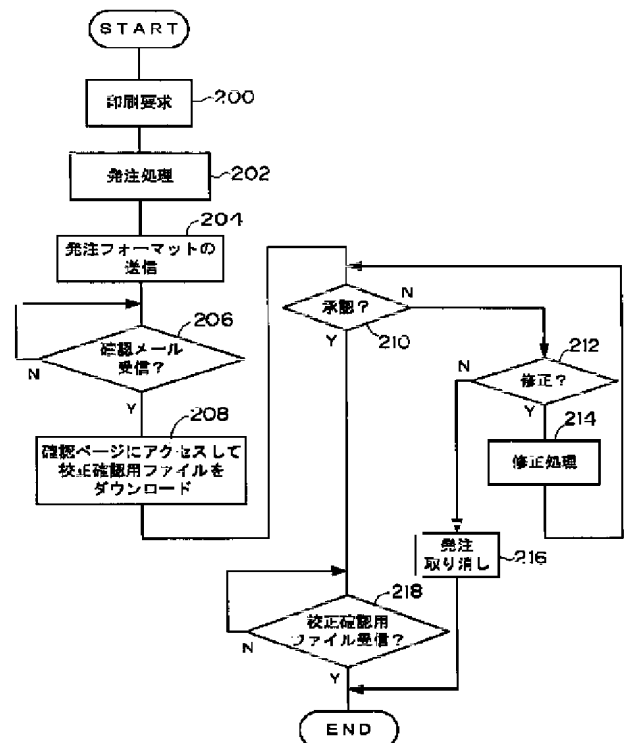 START
印刷要求
200
発注処理
202
204
発注フォーマットの
送信
206
確認メール
受信？
N
Y
208
確認ページにアクセスして
校正確認用ファイルを
ダウンロード
承認？
N
210
Y
212
N
修正？
Y
214
修正処理
発注
取り消し
216
218
校正確認用
ファイル受信？
N
Y
END